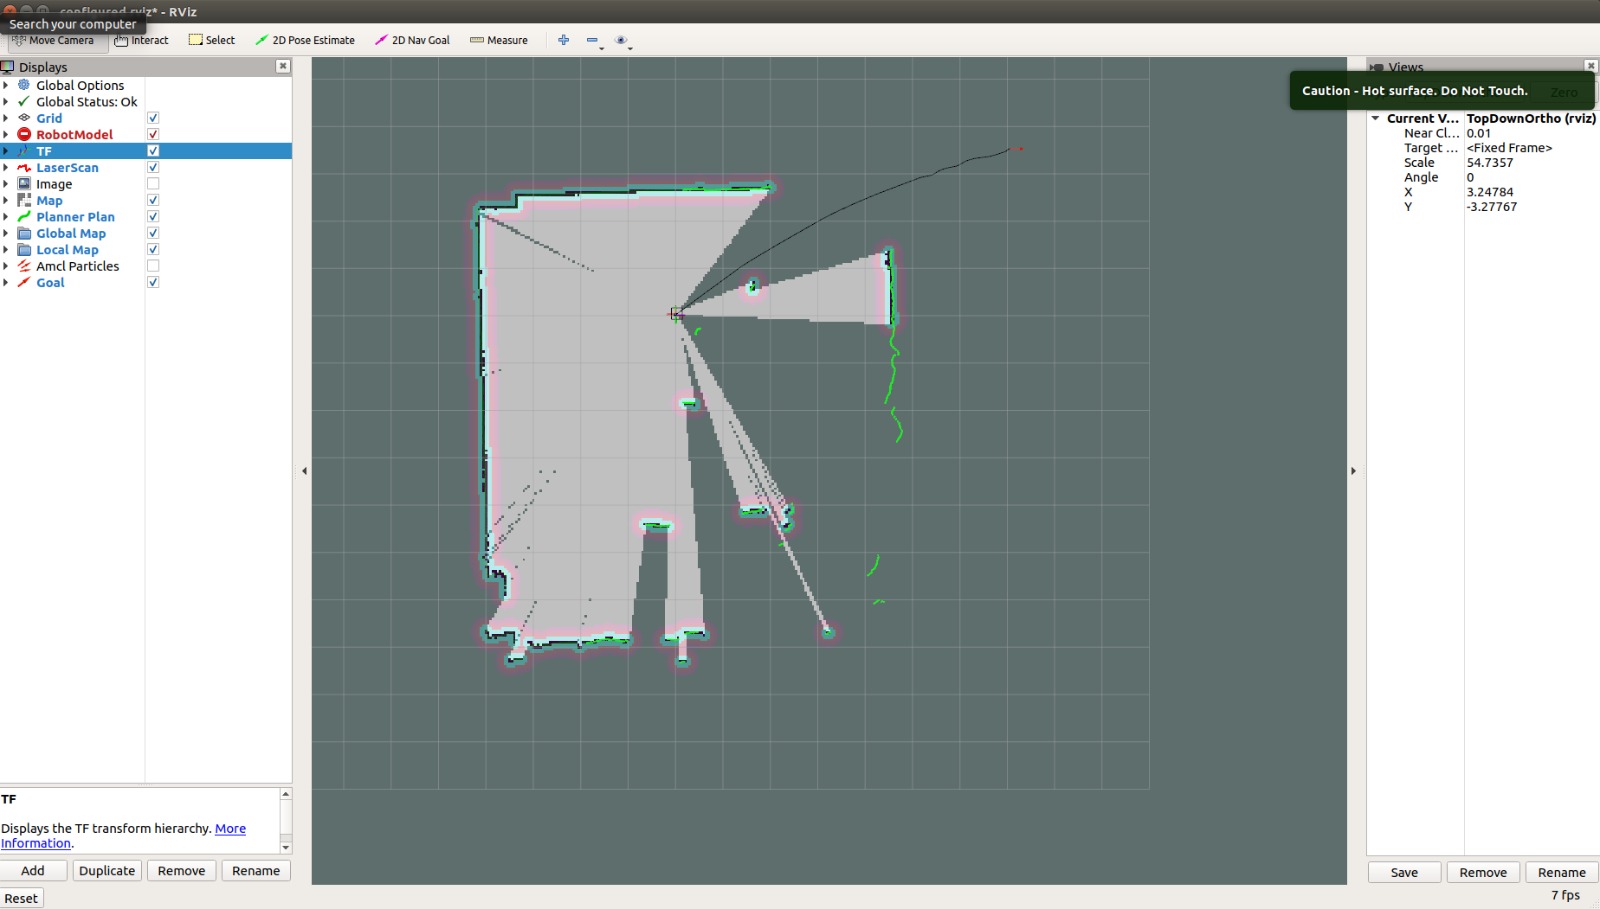 configured.rviz* - RViz
Search your computer
Move Camera
Interact
Select
2D Pose Estimate
2D Nav Goal
Measure
Displays
Global Options
Global Status: Ok
Grid
RobotModel
TF
LaserScan
Image
Map
Planner Plan
Global Map
Local Map
Amcl Particles
Goal
TF
Displays the TF transform hierarchy. More
Information.
Add
Duplicate
Remove
Rename
Reset
Views
Caution - Hot surface. Do Not Touch.
Zero
Current V... TopDownOrtho (rviz)
Near Cl... 0.01
Target ... <Fixed Frame>
Scale 54.7357
Angle 0
X 3.24784
Y -3.27767
Save
Remove
Rename
7 fps